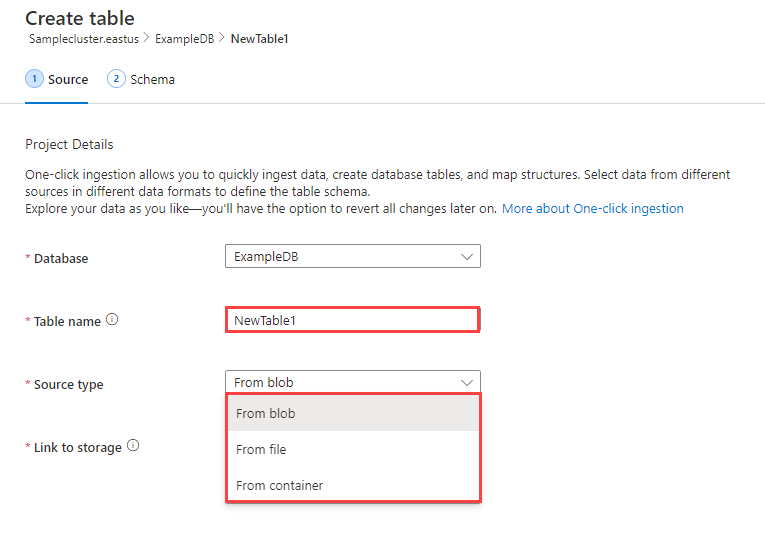 Create table
Samplecluster.eastus > ExampleDB > NewTable1
1 Source 2 Schema
Project Details
One-click ingestion allows you to quickly ingest data, create database tables, and map structures. Select data from different
sources in different data formats to define the table schema.
Explore your data as you like—you'll have the option to revert all changes later on. More about One-click ingestion
* Database ExampleDB
* Table name NewTable1
* Source type From blob
From blob
* Link to storage
From file
From container